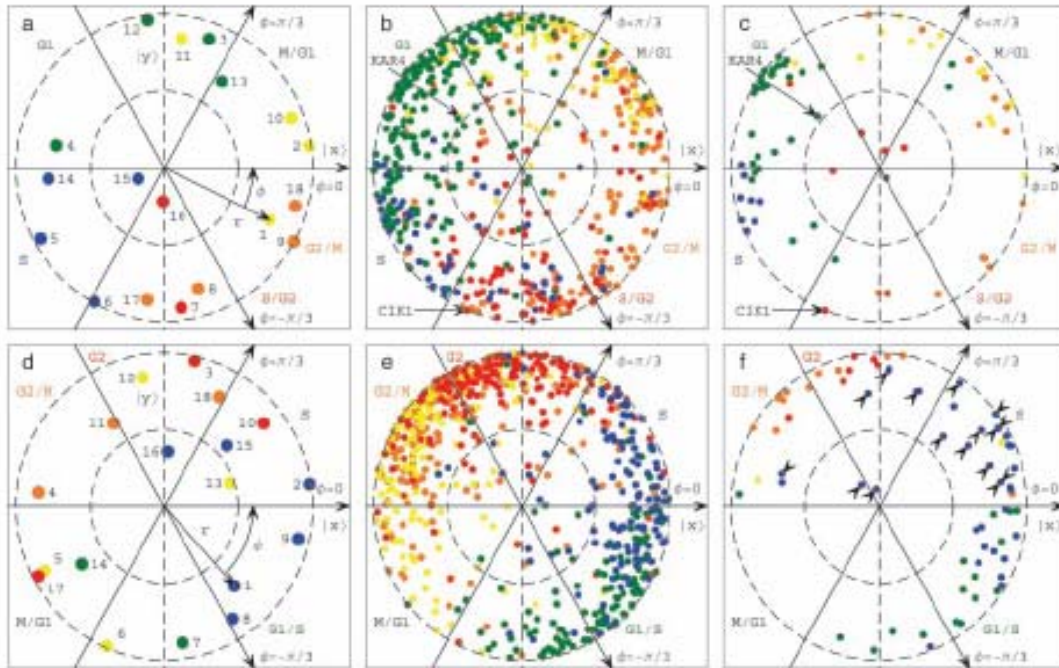 a
G1
12
11
3
|y⟩
ϕ=π/3
M/G1
13
10
2
4
|x⟩
14
15
ϕ=0
16
r
ϕ
18
1
9
G2/M
5
S
6
17
8
7
S/G2
ϕ=-π/3
b
G1
KAR4
ϕ=π/3
M/G1
|x⟩
ϕ=0
G2/M
S
CIK1
S/G2
ϕ=-π/3
c
G1
KAR4
ϕ=π/3
M/G1
|x⟩
ϕ=0
G2/M
S
CIK1
S/G2
ϕ=-π/3
d
G2
G2/M
12
3
|y⟩
ϕ=π/3
18
S
11
10
16
15
13
2
4
ϕ=0
|x⟩
r
ϕ
9
5
14
17
1
8
M/G1
6
7
G1/S
ϕ=-π/3
e
G2
G2/M
ϕ=π/3
S
ϕ=0
|x⟩
M/G1
G1/S
ϕ=-π/3
f
G2
G2/M
ϕ=π/3
S
ϕ=0
|x⟩
M/G1
G1/S
ϕ=-π/3